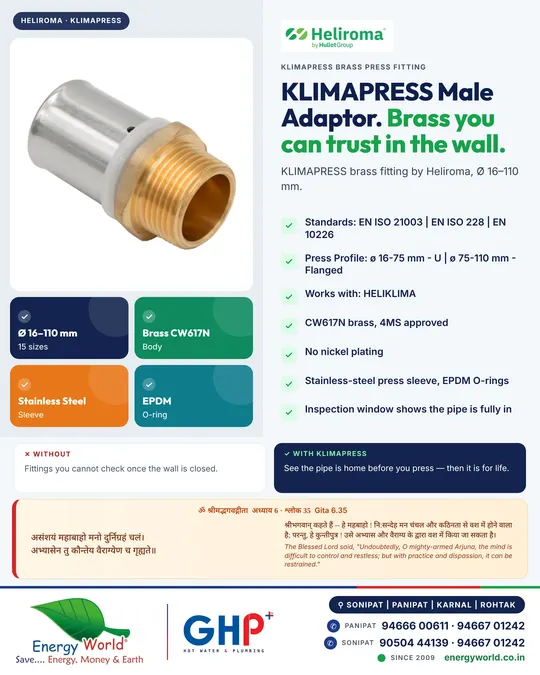 HELIROMA · KLIMAPRESS
Heliroma®
by HuliotGroup
KLIMAPRESS BRASS PRESS FITTING
KLIMAPRESS Male
Adaptor. Brass you
can trust in the wall.
KLIMAPRESS brass fitting by Heliroma, Ø 16–110
mm.
Standards: EN ISO 21003 | EN ISO 228 | EN
10226
Press Profile: ø 16-75 mm - U | ø 75-110 mm -
Flanged
Works with: HELIKLIMA
CW617N brass, 4MS approved
No nickel plating
Stainless-steel press sleeve, EPDM O-rings
Inspection window shows the pipe is fully in
Ø 16–110 mm
15 sizes
Brass CW617N
Body
Stainless Steel
Sleeve
EPDM
O-ring
✕ WITHOUT
Fittings you cannot check once the wall is closed.
✓ WITH KLIMAPRESS
See the pipe is home before you press — then it is for life.
ॐ श्रीमद्भगवद्गीता अध्याय 6 · श्लोक 35 Gita 6.35
असंशयं महाबाहो मनो दुर्निग्रहं चलं।
अभ्यासेन तु कौन्तेय वैराग्येण च गृह्यते॥
श्रीभगवान् कहते हैं -- हे महाबाहो ! नि:सन्देह मन चंचल और कठिनता से वश में होने वाला
है; परन्तु, हे कुन्तीपुत्र ! उसे अभ्यास और वैराग्य के द्वारा वश में किया जा सकता है।
The Blessed Lord said, "Undoubtedly, O mighty-armed Arjuna, the mind is
difficult to control and restless; but with practice and dispassion, it can be
restrained."
Energy World®
Save.... Energy, Money & Earth
GHP+
HOT WATER & PLUMBING
SONIPAT | PANIPAT | KARNAL | ROHTAK
PANIPAT 94666 00611 · 94667 01242
SONIPAT 90504 44139 · 94667 01242
SINCE 2009 energyworld.co.in